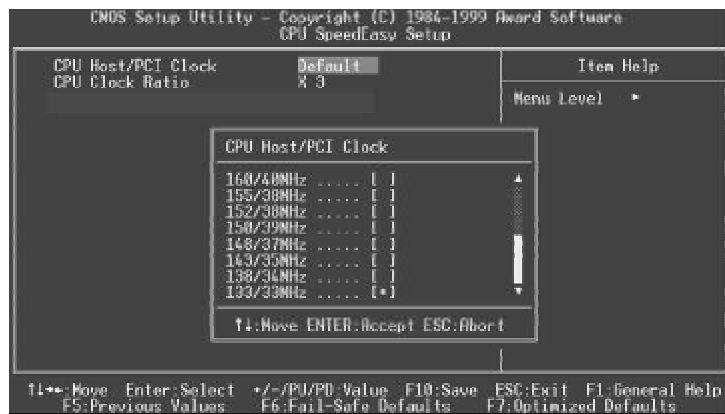 CMOS Setup Utility - Copyright (C) 1984-1999 Award Software
CPU SpeedEasy Setup
CPU Host/PCI Clock Default
CPU Clock Ratio X 3
Item Help
Menu Level ►
CPU Host/PCI Clock
160/40MHz ..... [ ]
155/38MHz ..... [ ]
152/38MHz ..... [ ]
150/39MHz ..... [ ]
148/37MHz ..... [ ]
143/35MHz ..... [ ]
138/34MHz ..... [ ]
133/33MHz ..... [▪]
↑↓:Move ENTER:Accept ESC:Abort
↑↓→←:Move Enter:Select +/-/PU/PD:Value F10:Save ESC:Exit F1:General Help
F5:Previous Values F6:Fail-Safe Defaults F7:Optimized Defaults